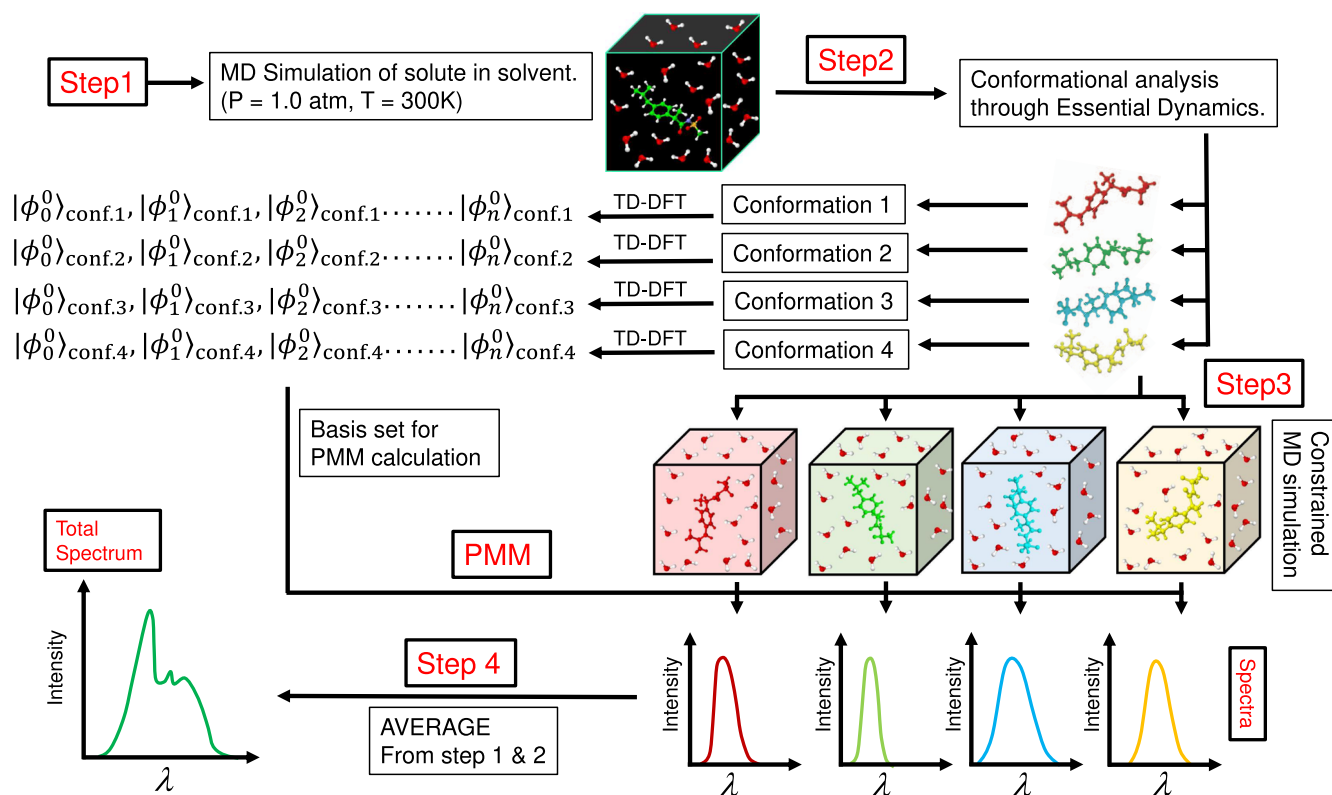 Step1
MD Simulation of solute in solvent.
(P = 1.0 atm, T = 300K)
Step2
Conformational analysis
through Essential Dynamics.
|ϕ₀⁰⟩conf.1, |ϕ₁⁰⟩conf.1, |ϕ₂⁰⟩conf.1....... |ϕₙ⁰⟩conf.1
TD-DFT
Conformation 1
|ϕ₀⁰⟩conf.2, |ϕ₁⁰⟩conf.2, |ϕ₂⁰⟩conf.2....... |ϕₙ⁰⟩conf.2
TD-DFT
Conformation 2
|ϕ₀⁰⟩conf.3, |ϕ₁⁰⟩conf.3, |ϕ₂⁰⟩conf.3....... |ϕₙ⁰⟩conf.3
TD-DFT
Conformation 3
|ϕ₀⁰⟩conf.4, |ϕ₁⁰⟩conf.4, |ϕ₂⁰⟩conf.4....... |ϕₙ⁰⟩conf.4
TD-DFT
Conformation 4
Step3
Basis set for
PMM calculation
Constrained
MD simulation
PMM
Total
Spectrum
Intensity
λ
Step 4
AVERAGE
From step 1 & 2
Intensity
λ
Intensity
λ
Intensity
λ
Intensity
λ
Spectra